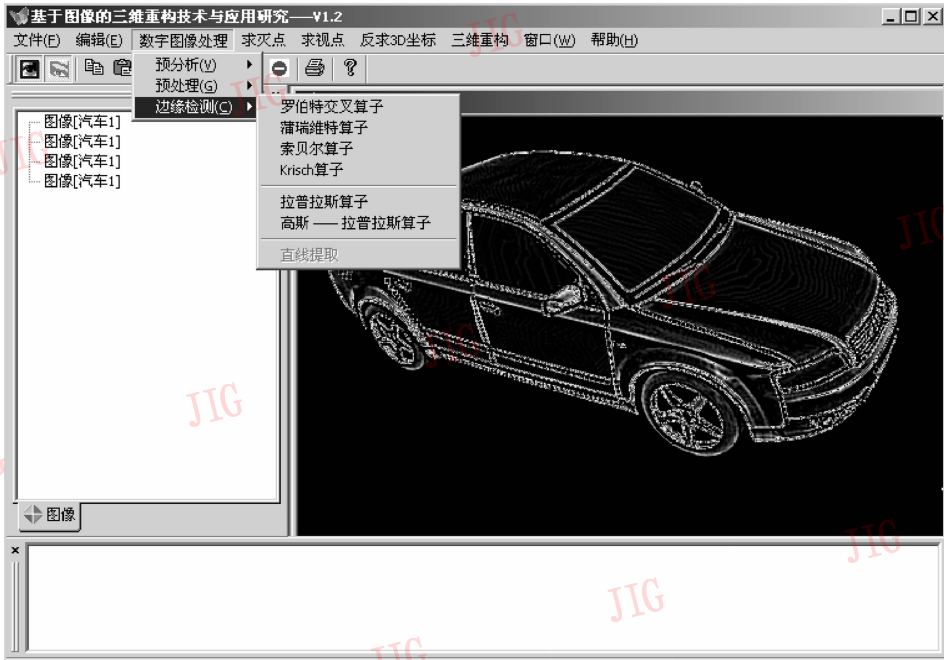 基于图像的三维重构技术与应用研究——V1.2
文件(F) 编辑(E) 数字图像处理 求灭点 求视点 反求3D坐标 三维重构 窗口(W) 帮助(H)
预分析(V)
预处理(G)
边缘检测(C)
罗伯特交叉算子
蒲瑞维特算子
索贝尔算子
Krisch算子
拉普拉斯算子
高斯——拉普拉斯算子
直线提取
图像[汽车1]
图像[汽车1]
图像[汽车1]
图像[汽车1]
图像
JIG
JIG
JIG
JIG
JIG
JIG
JIG
JIG
JIG
JIG